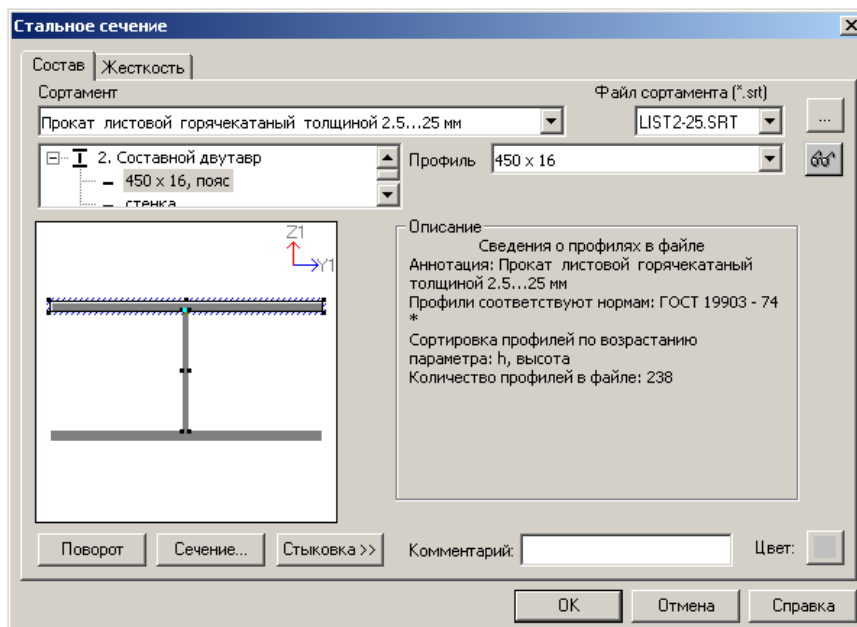 Стальное сечение
Состав
Жесткость
Сортамент
Файл сортамента (*.srt)
Прокат листовой горячекатаный толщиной 2.5...25 мм
LIST2-25.SRT
...
2. Составной двутавр
450 x 16, пояс
стенка
Профиль
450 x 16
Z1
Y1
Описание
Сведения о профилях в файле
Аннотация: Прокат листовой горячекатаный
толщиной 2.5...25 мм
Профили соответствуют нормам: ГОСТ 19903 - 74
*
Сортировка профилей по возрастанию
параметра: h, высота
Количество профилей в файле: 238
Поворот
Сечение...
Стыковка >>
Комментарий:
Цвет:
OK
Отмена
Справка